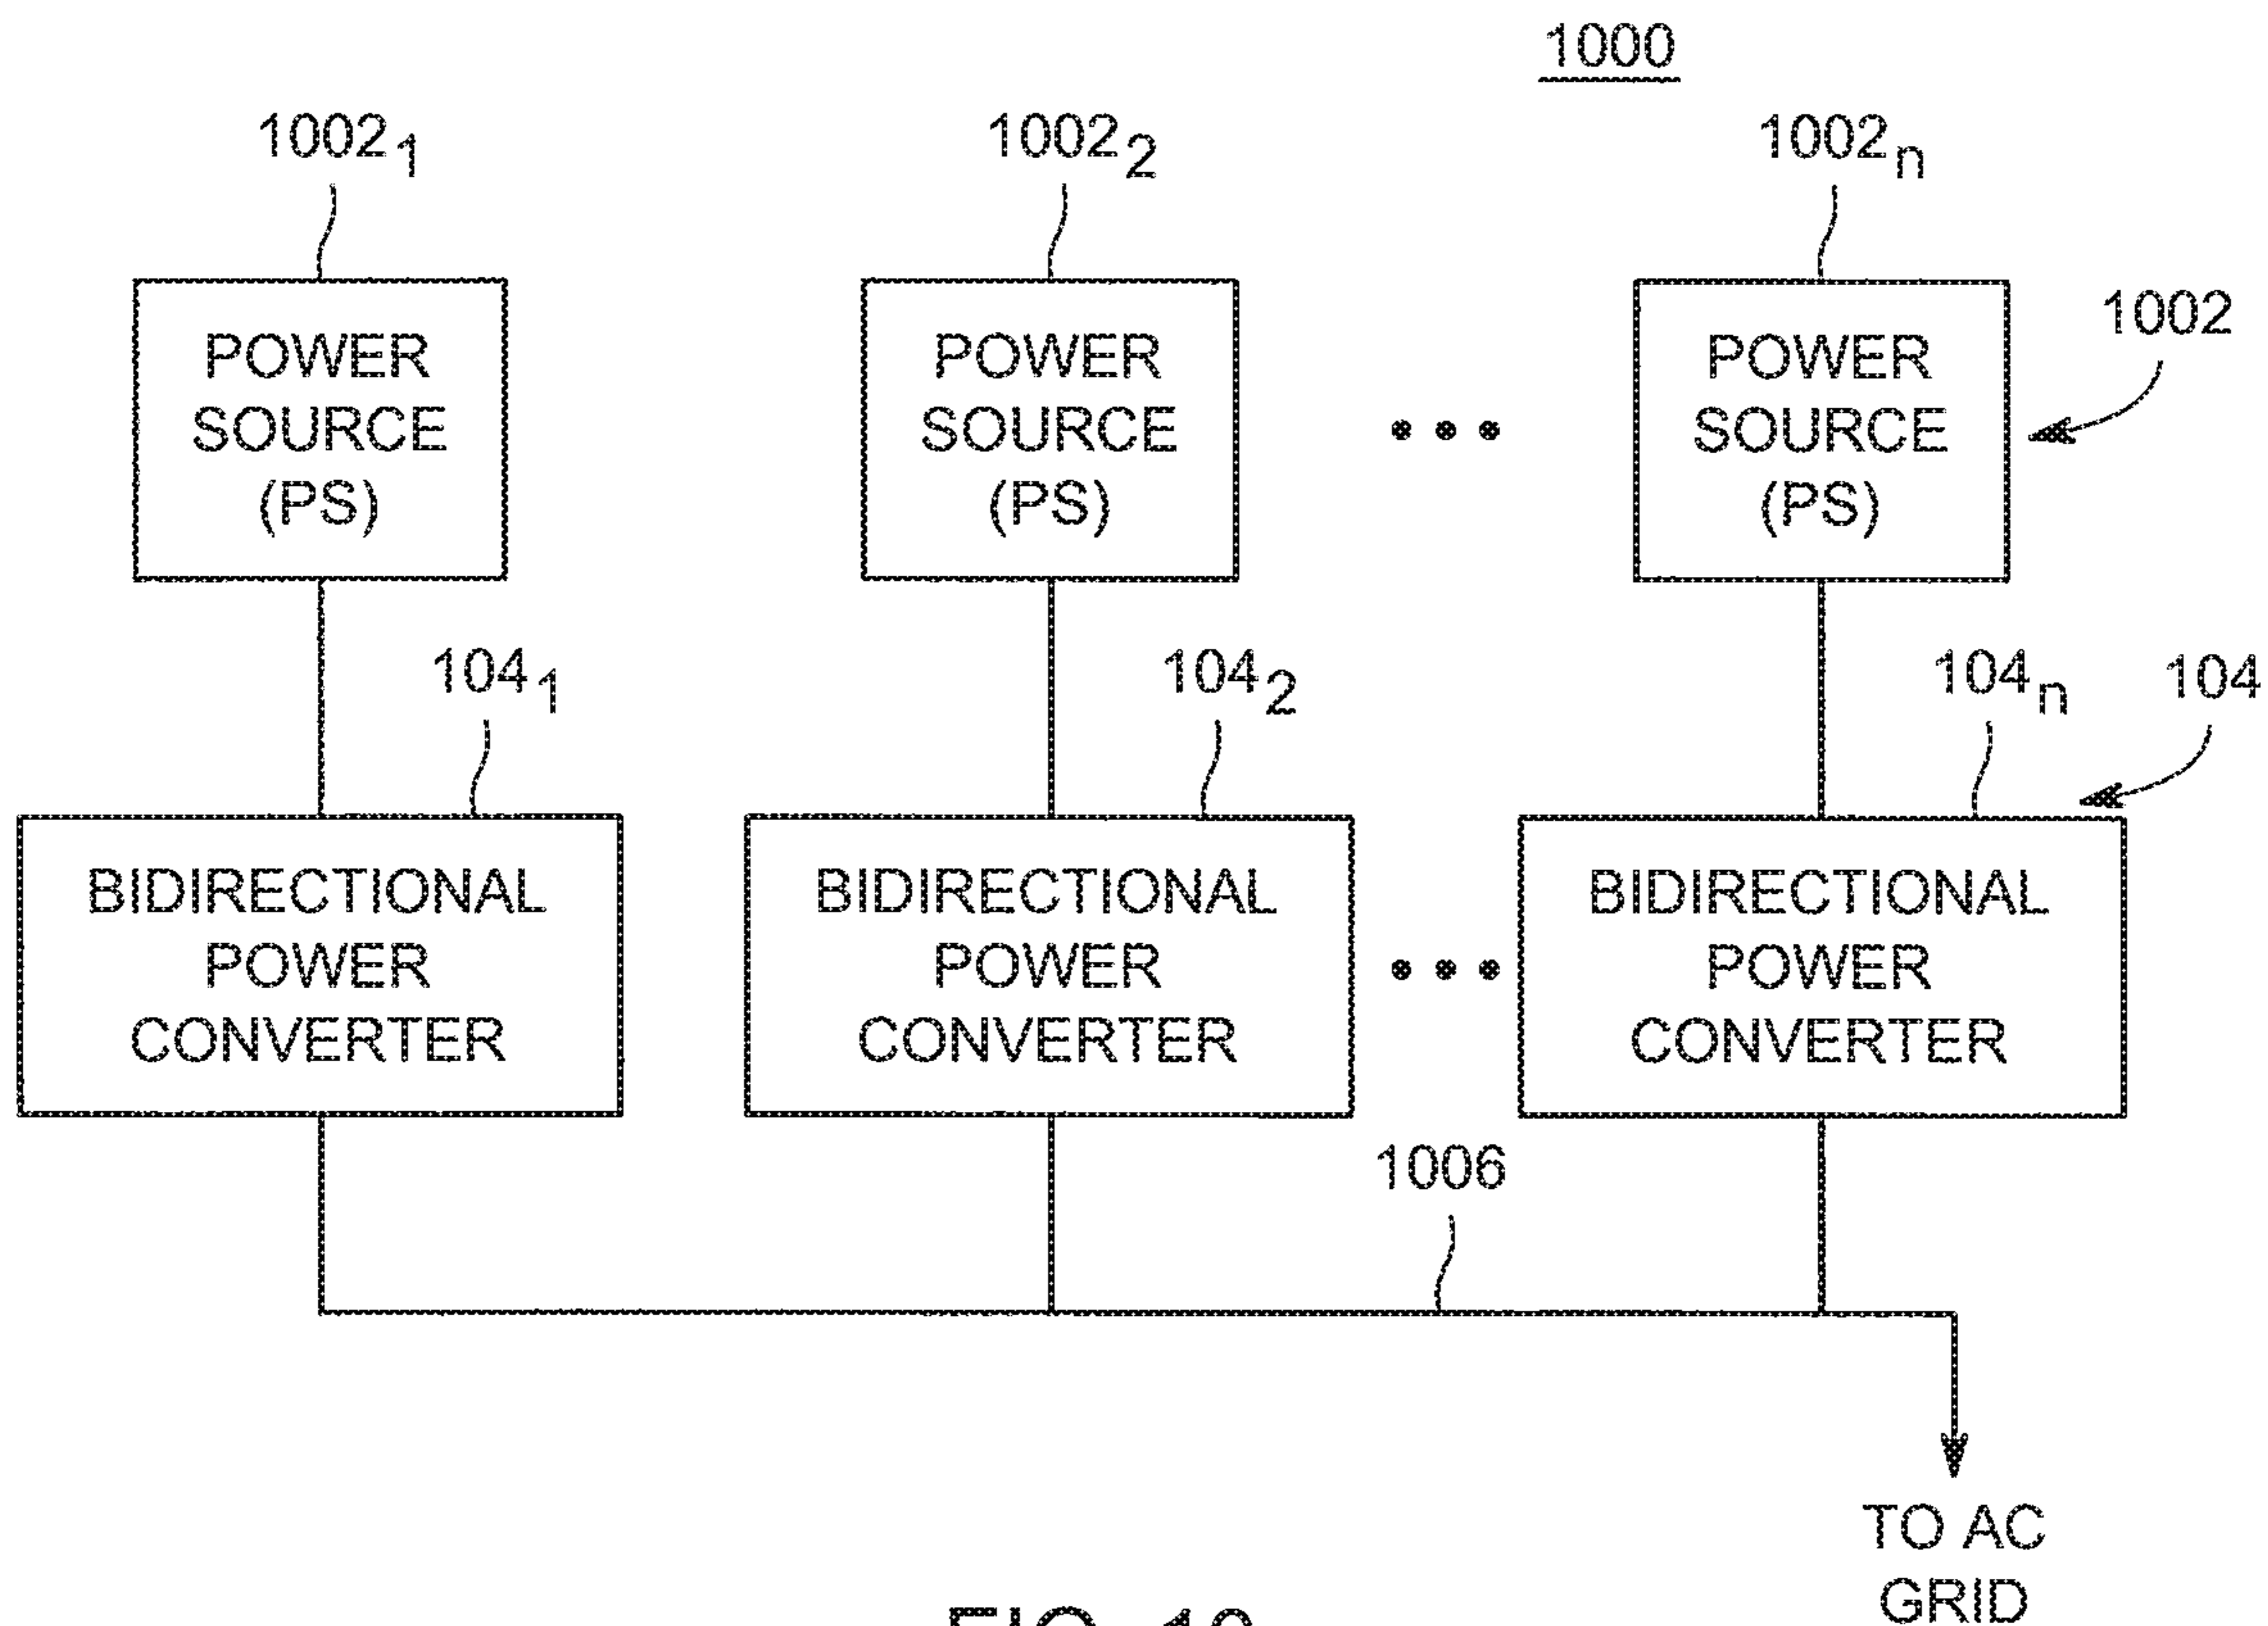 1000
1002₁ 1002₂ 1002ₙ
POWER SOURCE (PS)
POWER SOURCE (PS)
POWER SOURCE (PS)
1002
104₁ 104₂ 104ₙ 104
BIDIRECTIONAL POWER CONVERTER
BIDIRECTIONAL POWER CONVERTER
BIDIRECTIONAL POWER CONVERTER
1006
TO AC
GRID